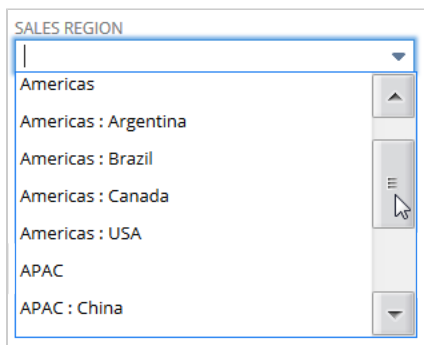 SALES REGION
Americas
Americas : Argentina
Americas : Brazil
Americas : Canada
Americas : USA
APAC
APAC : China